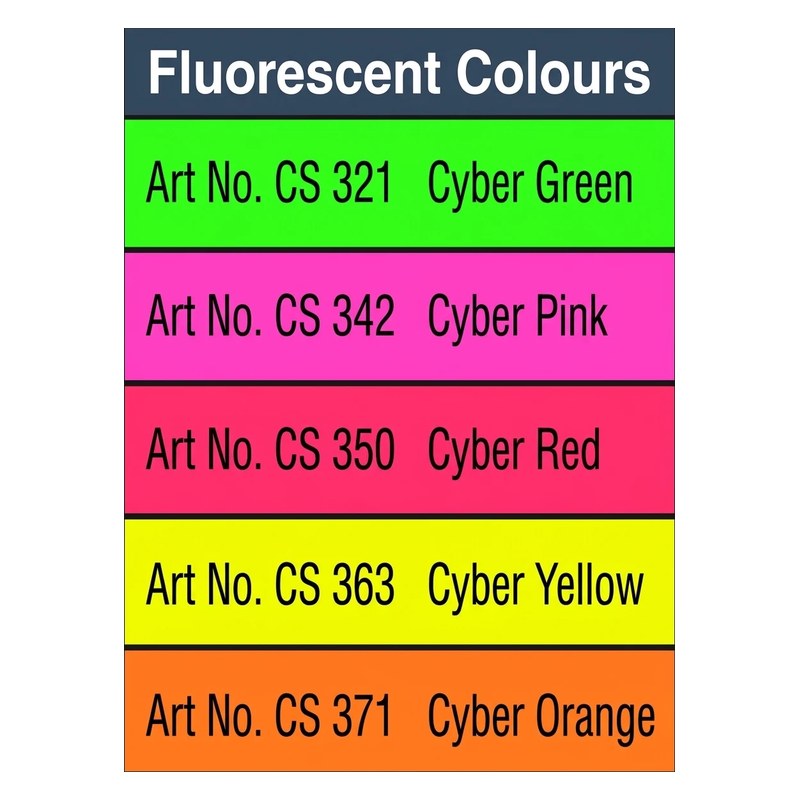 Fluorescent Colours
Art No. CS 321 Cyber Green
Art No. CS 342 Cyber Pink
Art No. CS 350 Cyber Red
Art No. CS 363 Cyber Yellow
Art No. CS 371 Cyber Orange